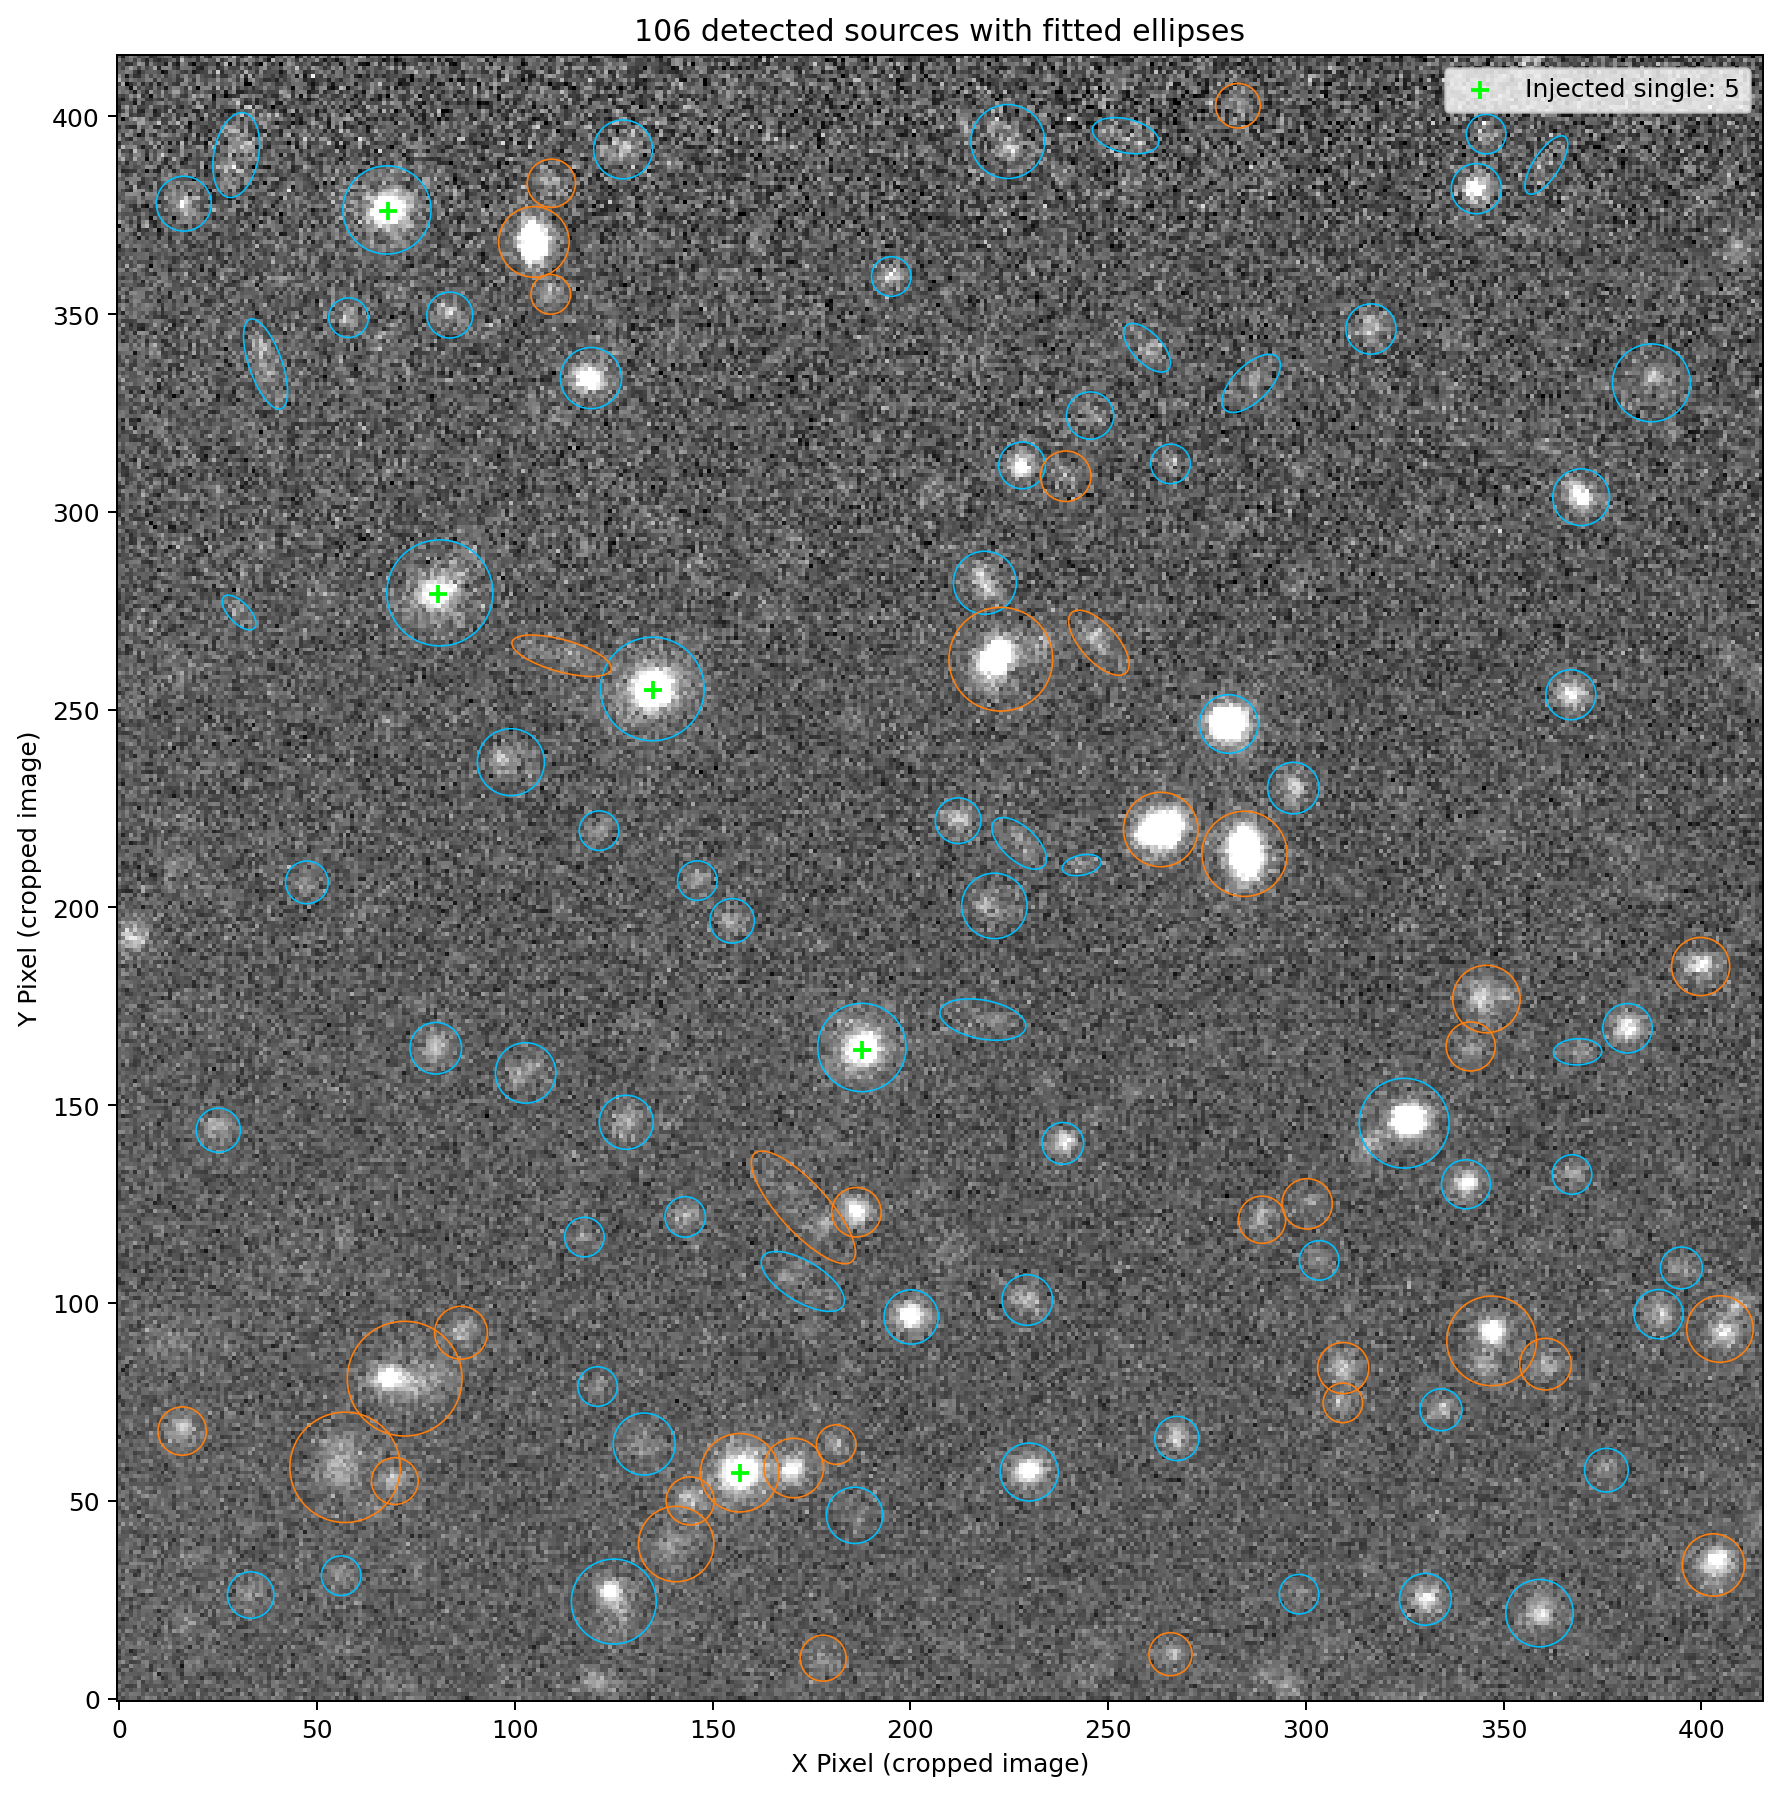 106 detected sources with fitted ellipses
Injected single: 5
Y Pixel (cropped image)
400
350
300
250
200
150
100
50
0
0 50 100 150 200 250 300 350 400
X Pixel (cropped image)